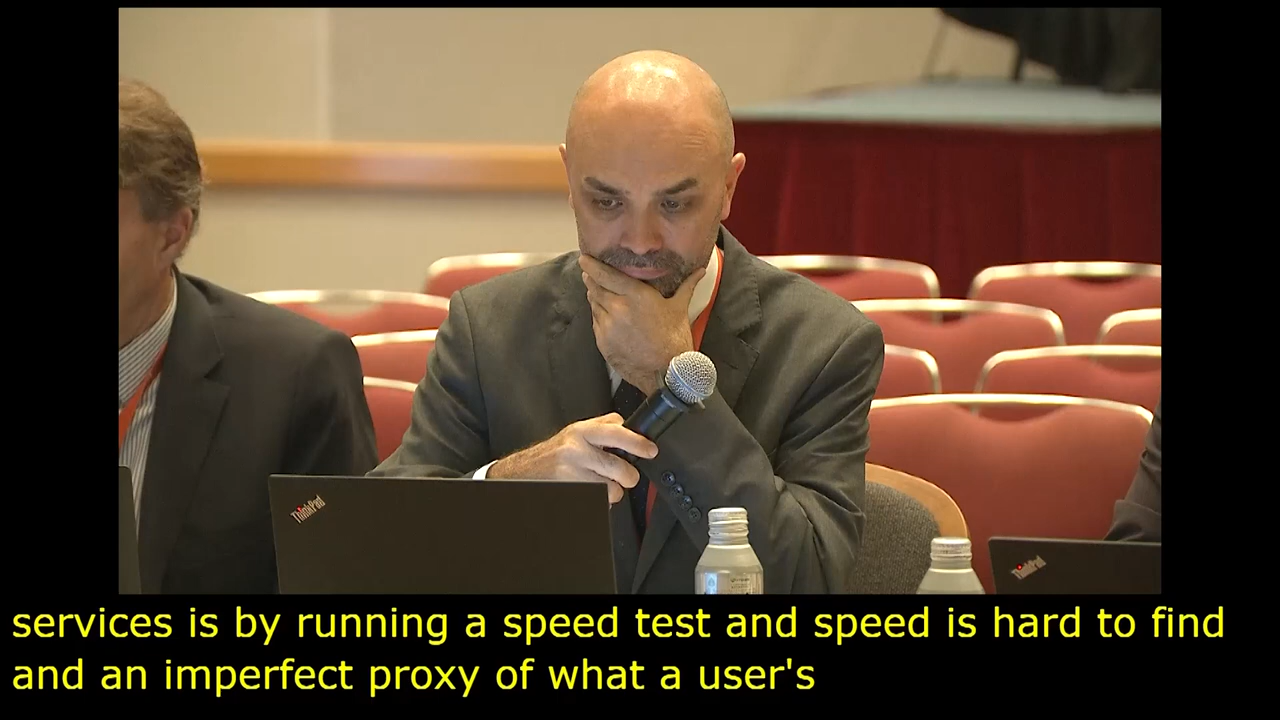 ThinkPad
ThinkPad
services is by running a speed test and speed is hard to find
and an imperfect proxy of what a user's